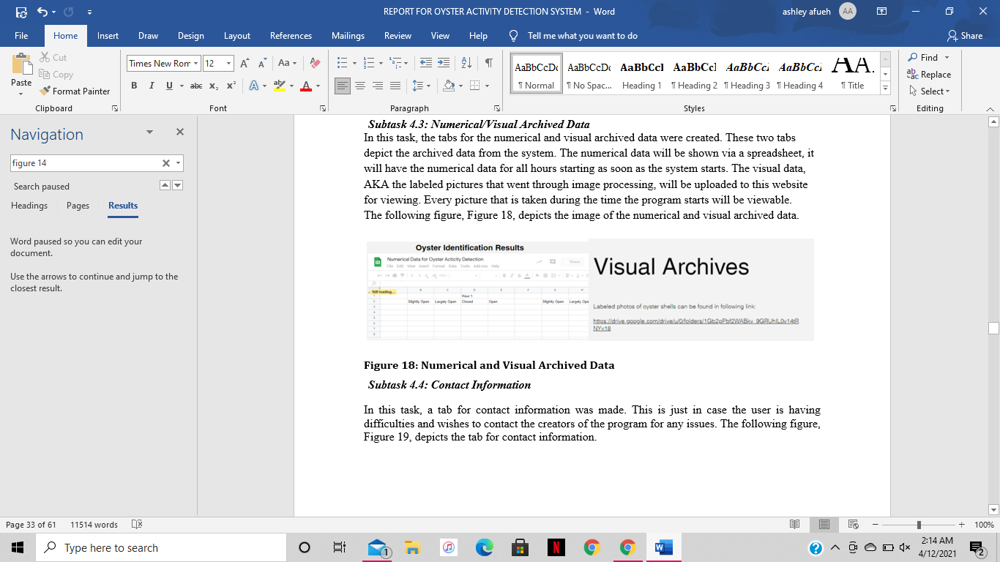 REPORT FOR OYSTER ACTIVITY DETECTION SYSTEM - Word
ashley afueh
AA
File Home Insert Draw Design Layout References Mailings Review View Help Tell me what you want to do
Share
Paste
Cut
Copy
Format Painter
Clipboard
Times New Ror 12
Aa
B I U abc x₂ x²
Font
Paragraph
AaBbCcDc AaBbCcDc AaBbCcI AaBbCcI AaBbCcI AaBbCcI AA.
¶ Normal ¶ No Spac... Heading 1 ¶ Heading 2 ¶ Heading 3 ¶ Heading 4 ¶ Title
Styles
Find
Replace
Select
Editing
Navigation
figure 14
Search paused
Headings Pages Results
Word paused so you can edit your
document.
Use the arrows to continue and jump to the
closest result.
Subtask 4.3: Numerical/Visual Archived Data
In this task, the tabs for the numerical and visual archived data were created. These two tabs
depict the archived data from the system. The numerical data will be shown via a spreadsheet, it
will have the numerical data for all hours starting as soon as the system starts. The visual data,
AKA the labeled pictures that went through image processing, will be uploaded to this website
for viewing. Every picture that is taken during the time the program starts will be viewable.
The following figure, Figure 18, depicts the image of the numerical and visual archived data.
Oyster Identification Results
Numerical Data for Oyster Activity Detection
File Edit View Insert Format Data Tools Add-ons Help
Share
Still loading...
Hour 1
Slightly Open Largely Open Closed Open Slightly Open Largely Ope
Visual Archives
Labeled photos of oyster shells can be found in following link:
Figure 18: Numerical and Visual Archived Data
Subtask 4.4: Contact Information
In this task, a tab for contact information was made. This is just in case the user is having
difficulties and wishes to contact the creators of the program for any issues. The following figure,
Figure 19, depicts the tab for contact information.
Page 33 of 61 11514 words
100%
Type here to search
1
2:14 AM
4/12/2021
2